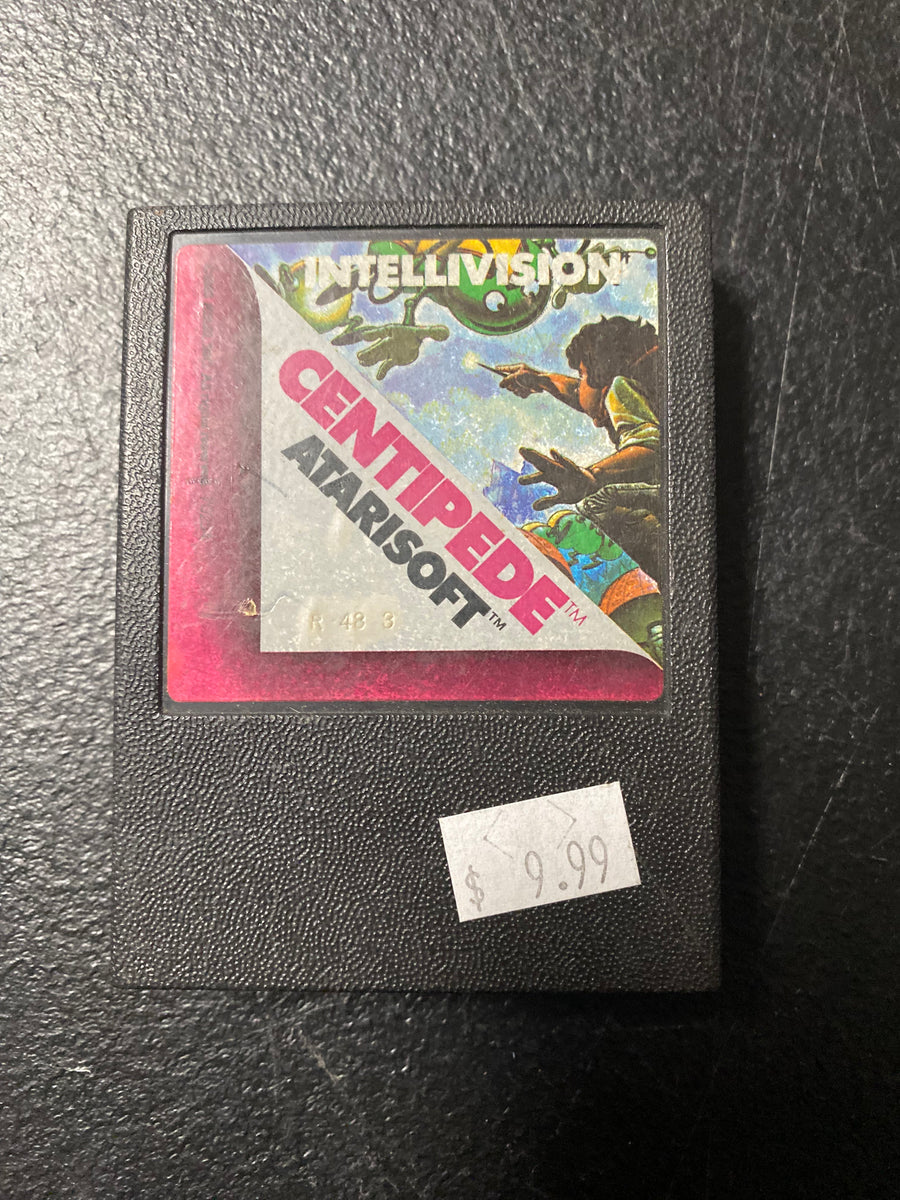 INTELLIVISION
CENTIPEDE™
ATARISOFT™
R 48 3
$ 9.99